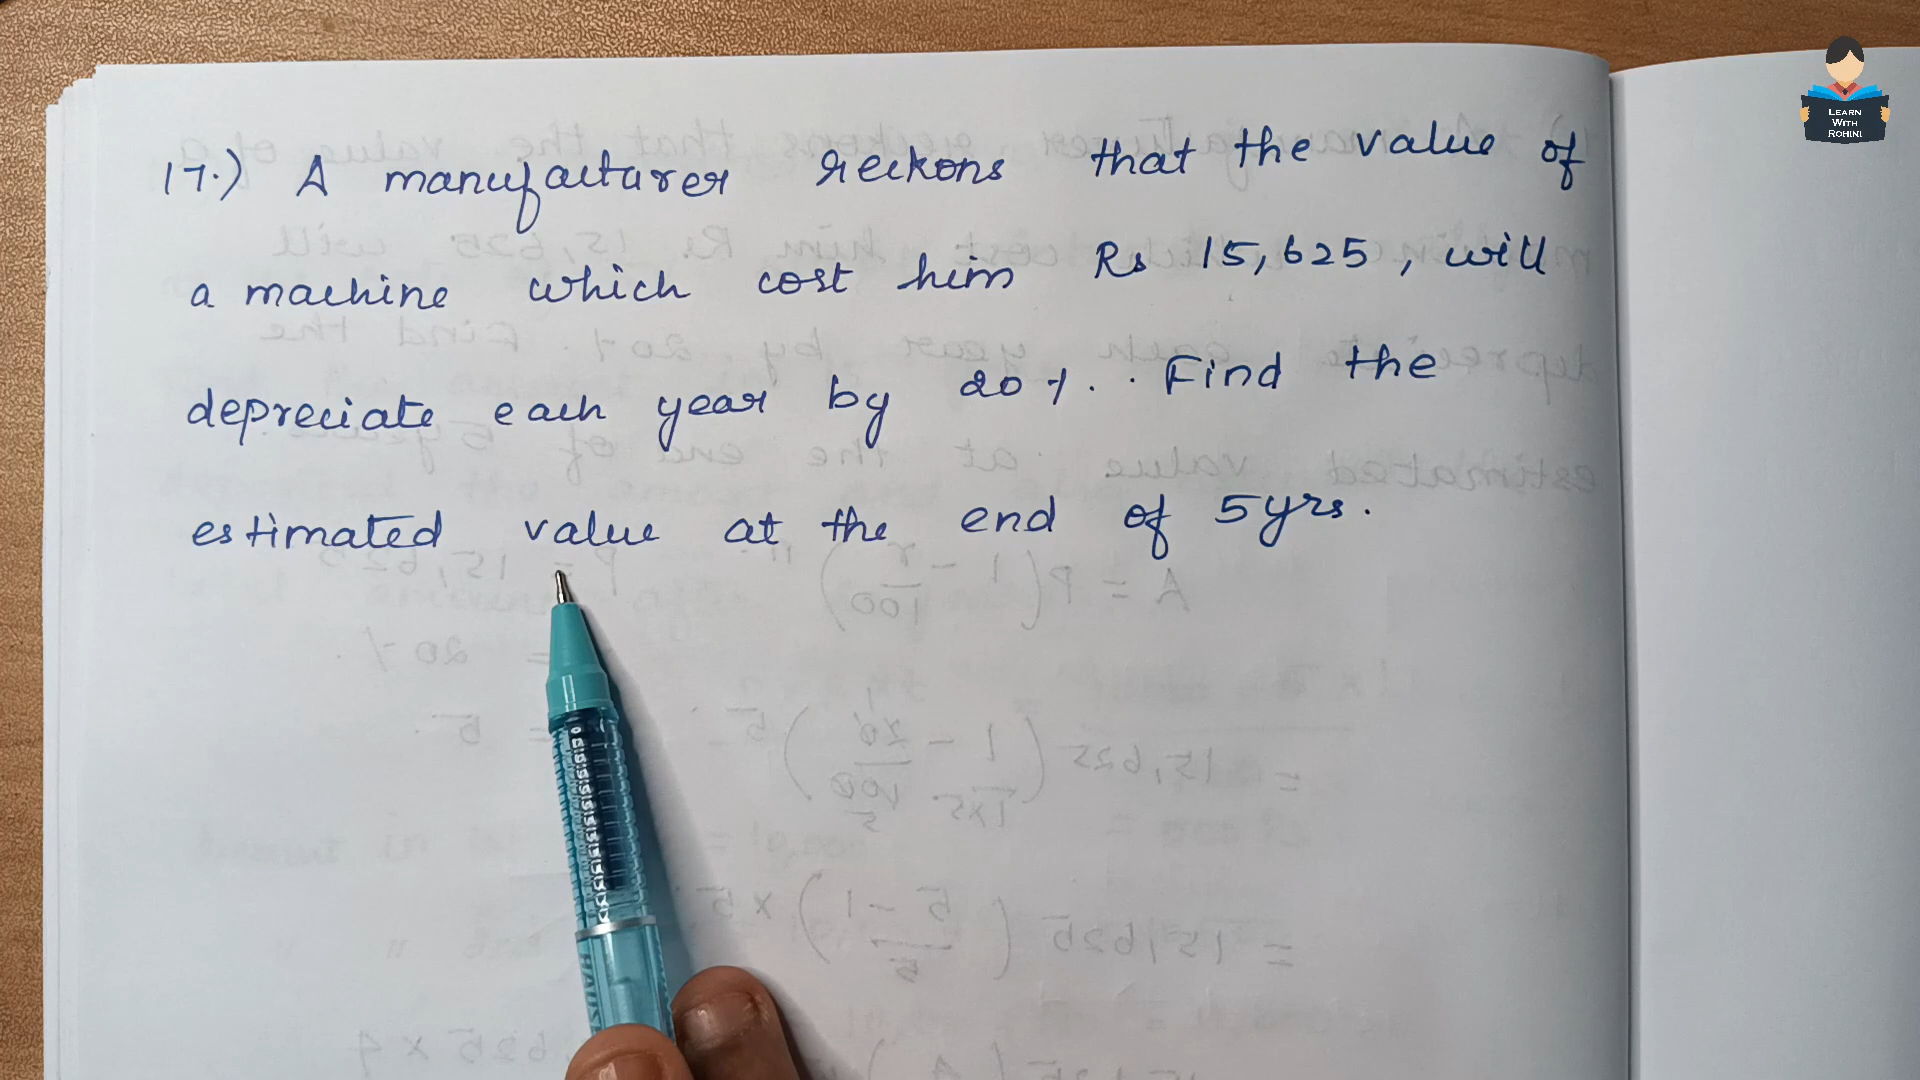 17.) A manufacturer reckons that the value of
a machine which cost him Rs 15,625, will
depreciate each year by 20%. Find the
estimated value at the end of 5yrs.
LEARN
WITH
ROHINI